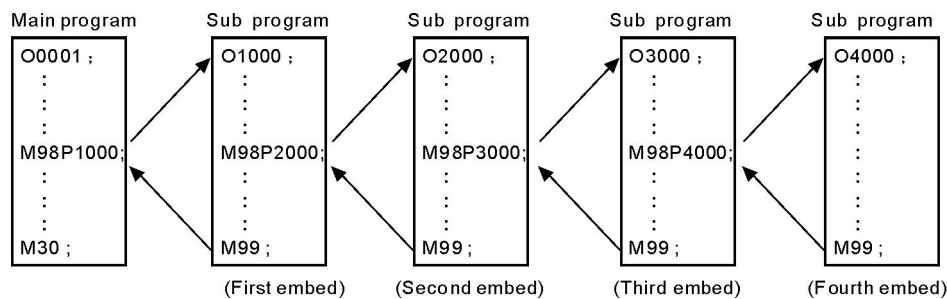 Main program
O0001 ;
:
:
:
M98P1000;
:
:
:
M30 ;
Sub program
O1000 ;
:
:
:
M98P2000;
:
:
:
M99 ;
(First embed)
Sub program
O2000 ;
:
:
:
M98P3000;
:
:
:
M99 ;
(Second embed)
Sub program
O3000 ;
:
:
:
M98P4000;
:
:
:
M99 ;
(Third embed)
Sub program
O4000 ;
:
:
:
:
:
:
:
M99 ;
(Fourth embed)